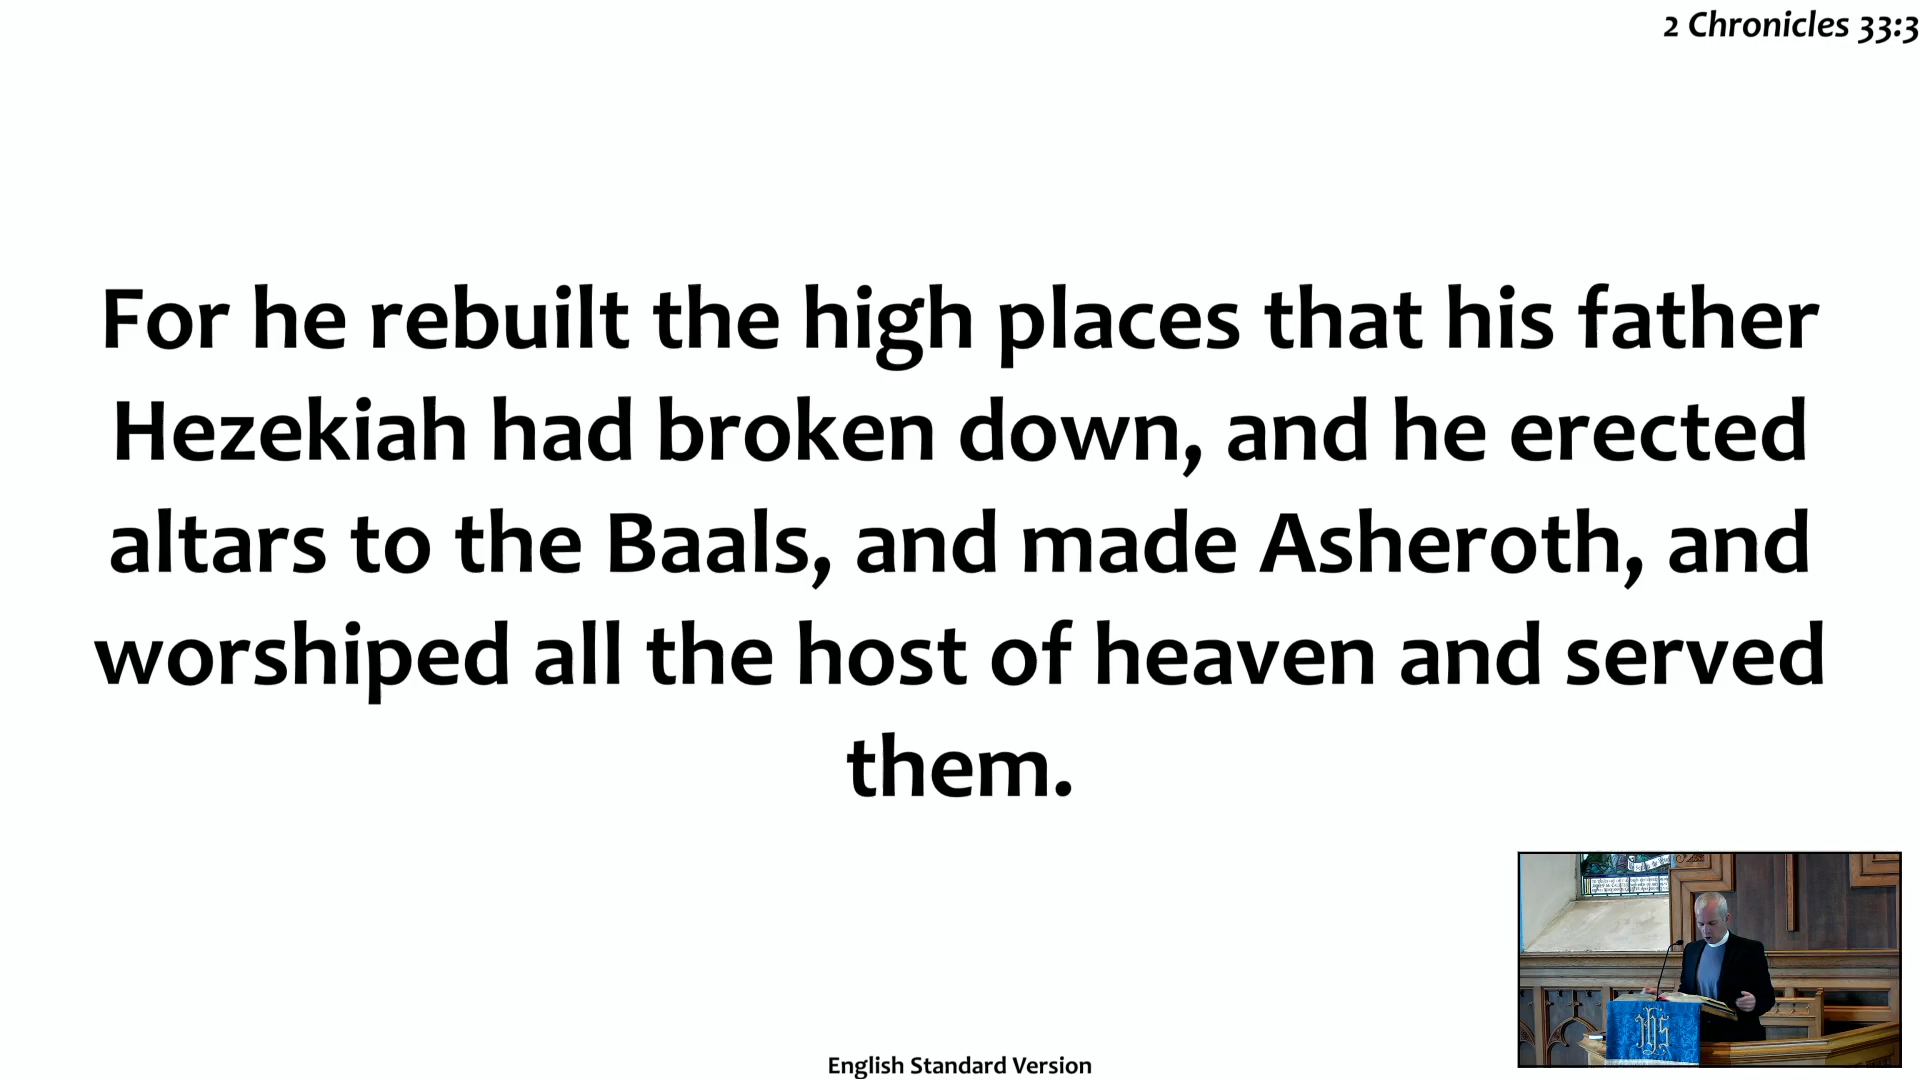 2 Chronicles 33:3
For he rebuilt the high places that his father
Hezekiah had broken down, and he erected
altars to the Baals, and made Asheroth, and
worshiped all the host of heaven and served
them.
IHS
English Standard Version